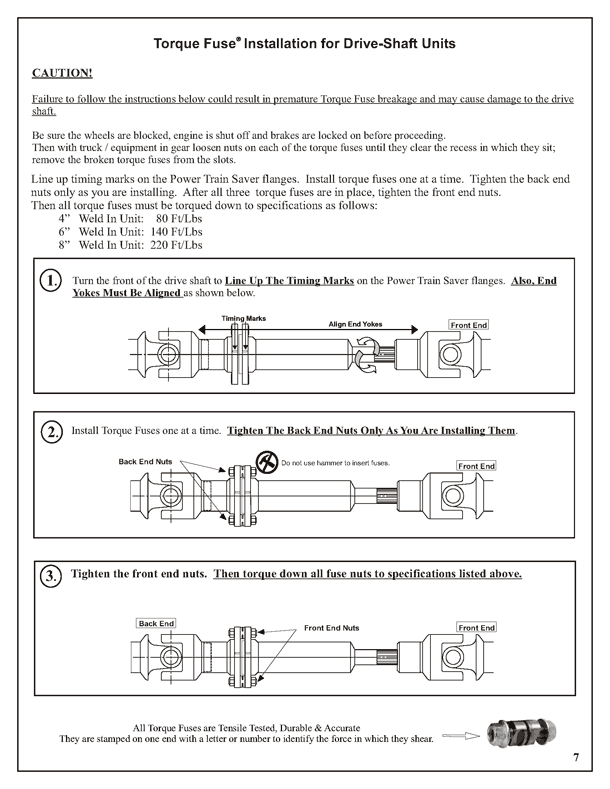 Torque Fuse® Installation for Drive-Shaft Units
CAUTION!
Failure to follow the instructions below could result in premature Torque Fuse breakage and may cause damage to the drive
shaft.
Be sure the wheels are blocked, engine is shut off and brakes are locked on before proceeding.
Then with truck / equipment in gear loosen nuts on each of the torque fuses until they clear the recess in which they sit;
remove the broken torque fuses from the slots.
Line up timing marks on the Power Train Saver flanges. Install torque fuses one at a time. Tighten the back end
nuts only as you are installing. After all three torque fuses are in place, tighten the front end nuts.
Then all torque fuses must be torqued down to specifications as follows:
4” Weld In Unit: 80 Ft/Lbs
6” Weld In Unit: 140 Ft/Lbs
8” Weld In Unit: 220 Ft/Lbs
1. Turn the front of the drive shaft to Line Up The Timing Marks on the Power Train Saver flanges. Also, End
Yokes Must Be Aligned as shown below.
Timing Marks
Align End Yokes
Front End
2. Install Torque Fuses one at a time. Tighten The Back End Nuts Only As You Are Installing Them.
Back End Nuts
Do not use hammer to insert fuses.
Front End
3. Tighten the front end nuts. Then torque down all fuse nuts to specifications listed above.
Back End
Front End Nuts
Front End
All Torque Fuses are Tensile Tested, Durable & Accurate
They are stamped on one end with a letter or number to identify the force in which they shear.
7